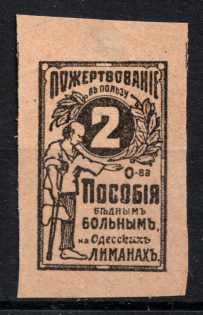 ПОЖЕРТВОВАНІЕ
въ пользу
2
О-ва
ПОСОБІЯ
БѢДНЫМЪ
БОЛЬНЫМЪ,
на Одесскихъ
ЛИМАНАХЪ.